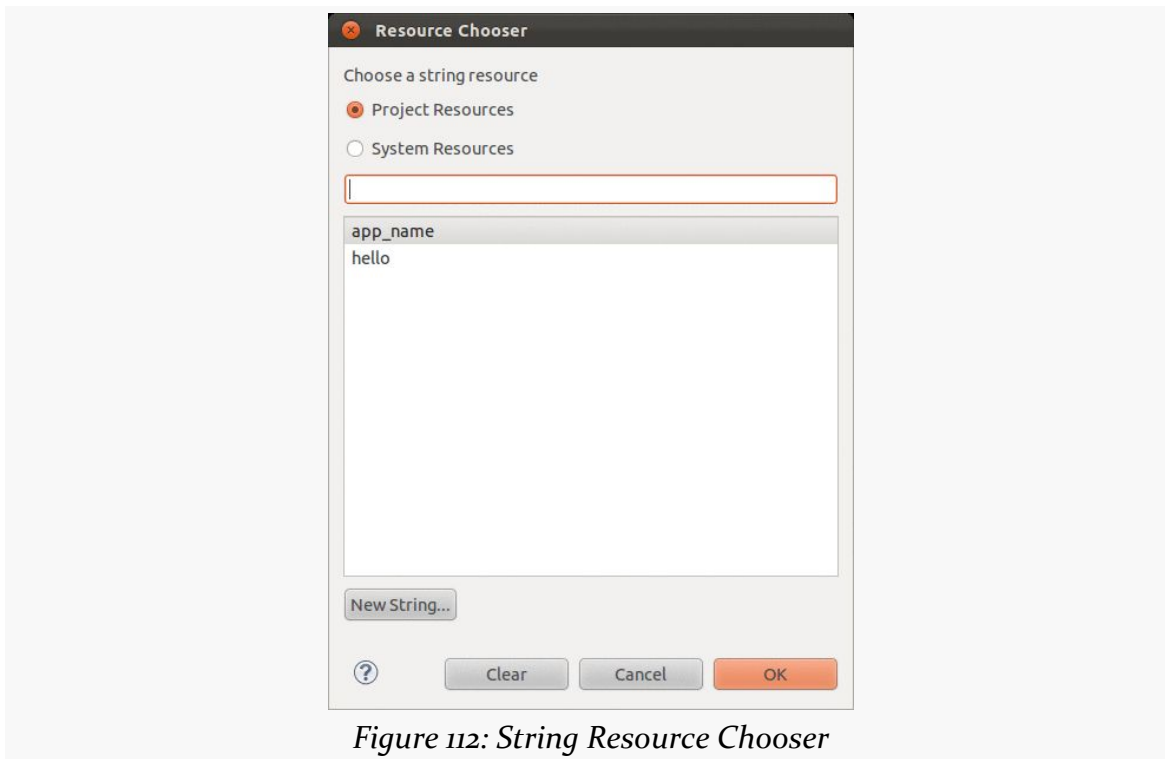 Resource Chooser
Choose a string resource
Project Resources
System Resources
app_name
hello
New String...
? Clear Cancel OK
Figure 112: String Resource Chooser